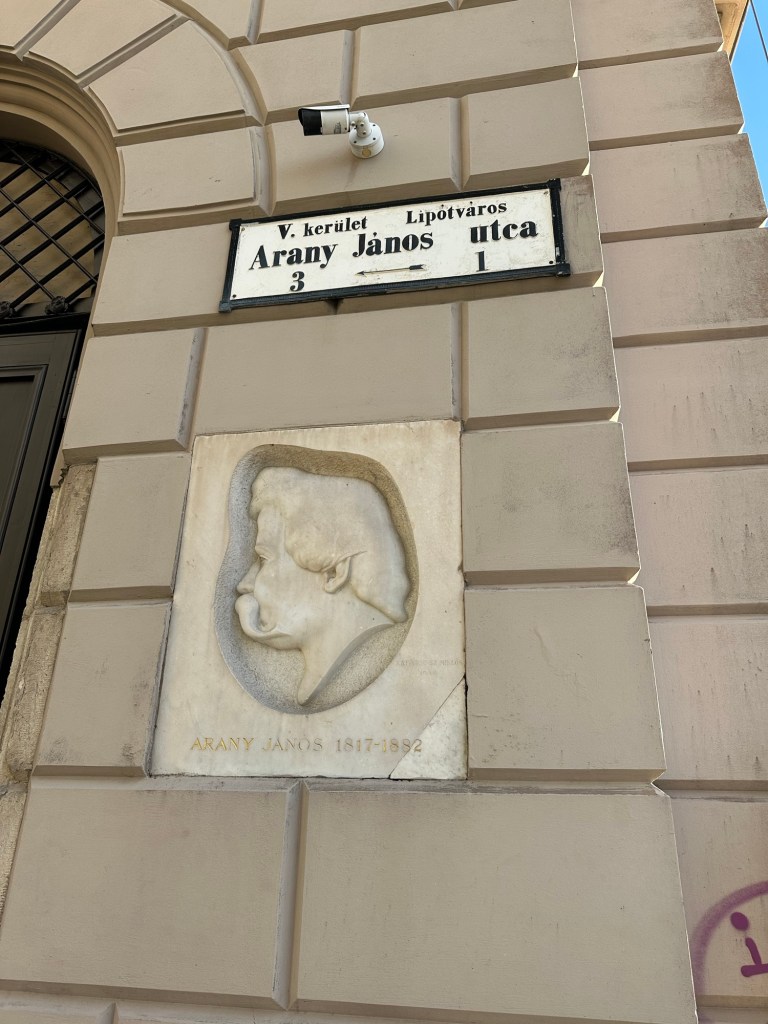 V. kerület Lipótváros
Arany János utca
3 1
ARANY JÁNOS 1817-1882